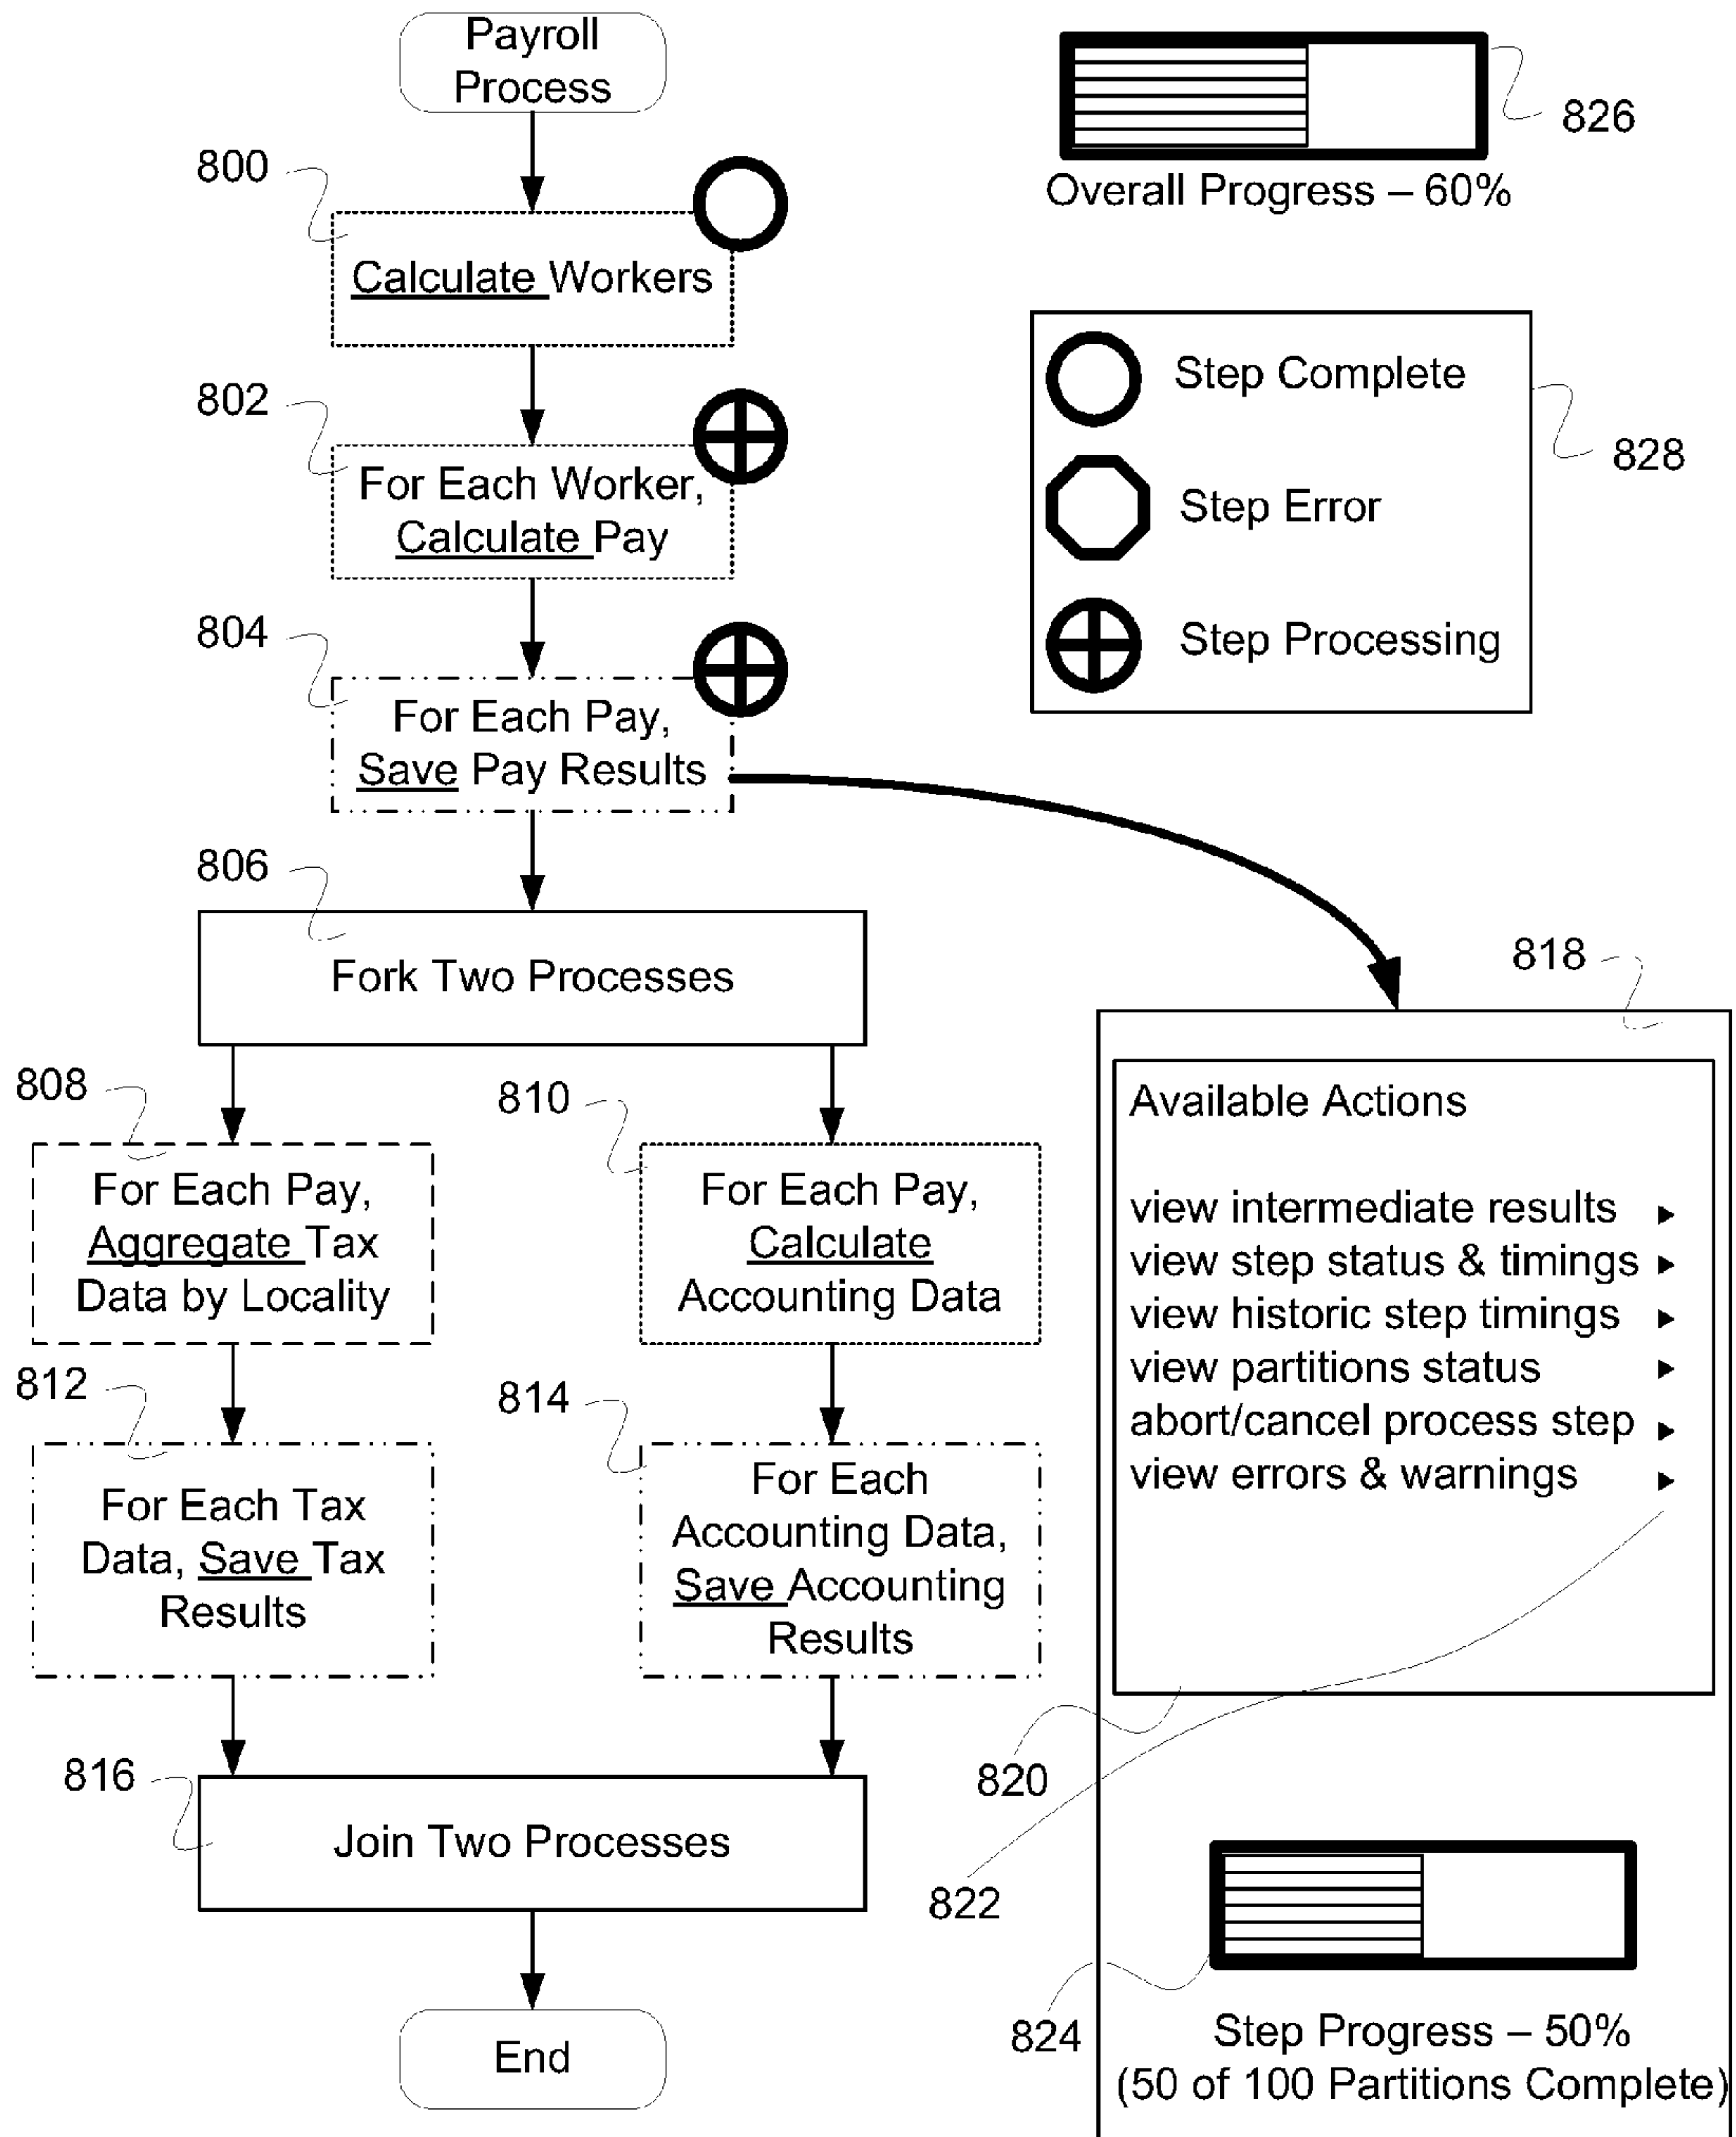 Payroll
Process
826
Overall Progress – 60%
800
Calculate Workers
Step Complete
802
828
For Each Worker,
Calculate Pay
Step Error
804
Step Processing
For Each Pay,
Save Pay Results
806
Fork Two Processes
818
808
810
For Each Pay,
Aggregate Tax
Data by Locality
For Each Pay,
Calculate
Accounting Data
Available Actions
view intermediate results
view step status & timings
view historic step timings
view partitions status
abort/cancel process step
view errors & warnings
812
814
For Each Tax
Data, Save Tax
Results
For Each
Accounting Data,
Save Accounting
Results
816
820
Join Two Processes
822
824
Step Progress – 50%
(50 of 100 Partitions Complete)
End